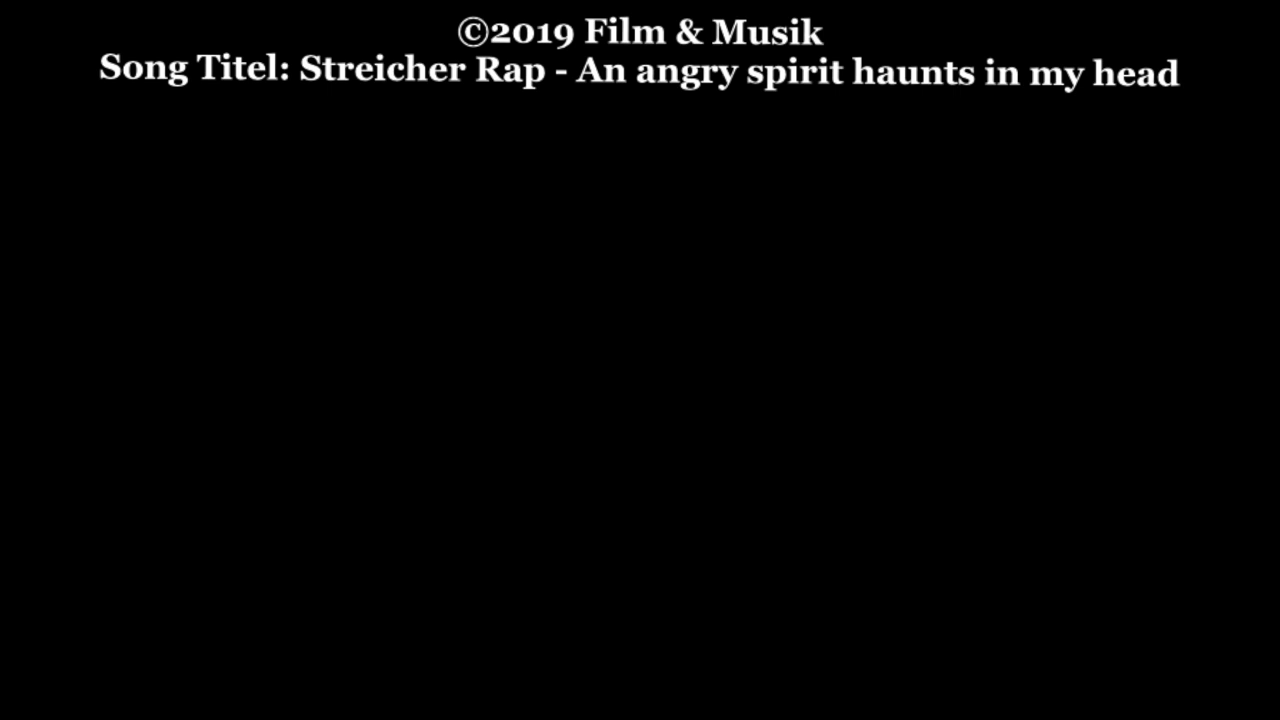 ©2019 Film & Musik
Song Titel: Streicher Rap - An angry spirit haunts in my head